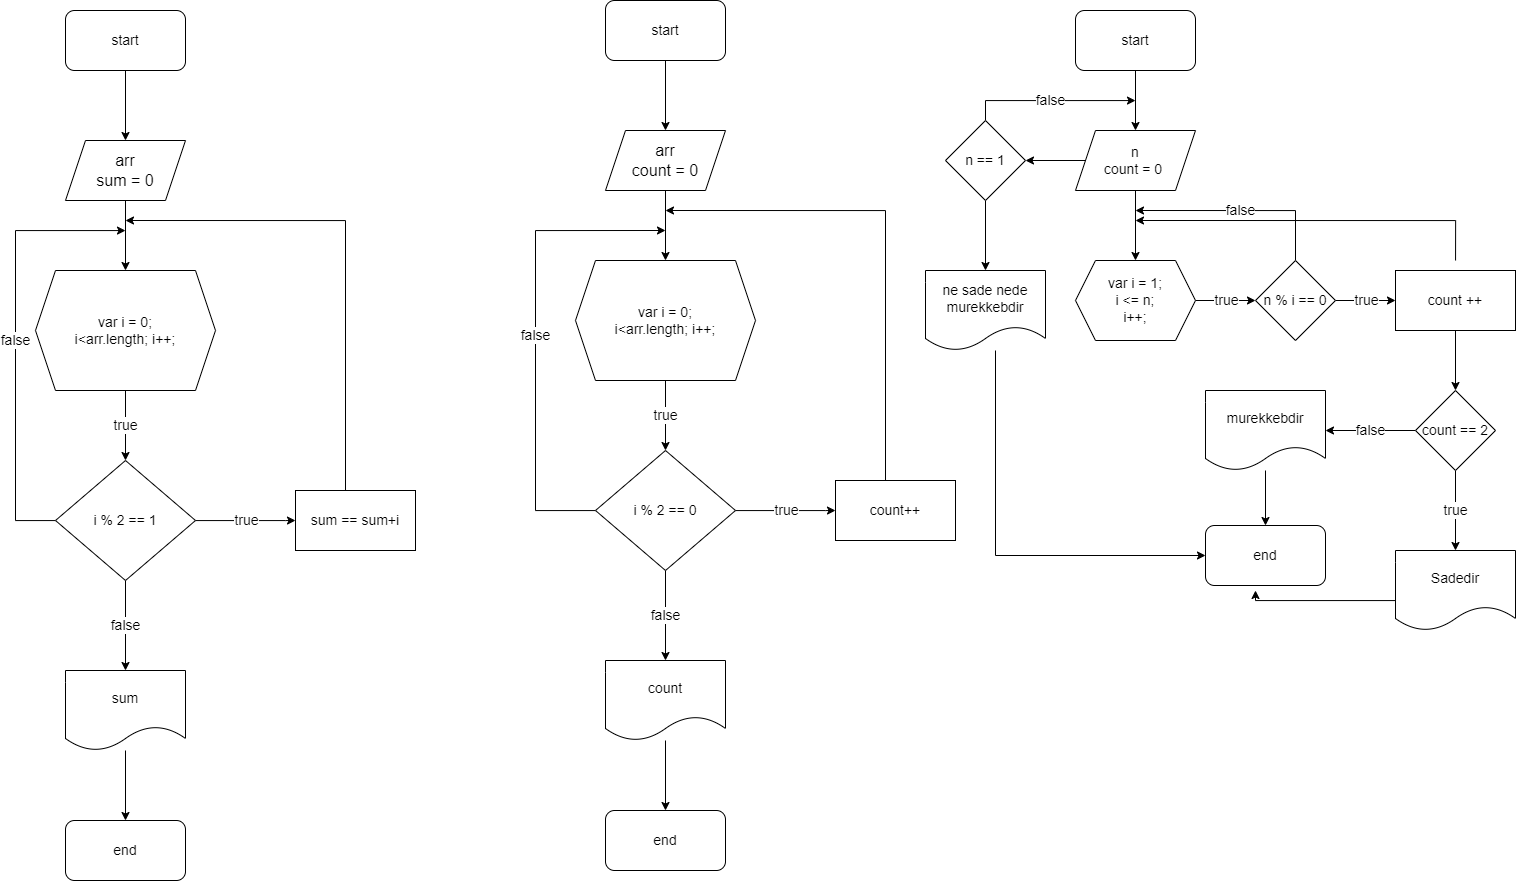 start
arr
sum = 0
var i = 0;
i<arr.length; i++;
false
true
i % 2 == 1
true
sum == sum+i
false
sum
end
start
arr
count = 0
var i = 0;
i<arr.length; i++;
false
true
i % 2 == 0
true
count++
false
count
end
start
false
n == 1
n
count = 0
false
ne sade nede
murekkebdir
var i = 1;
i <= n;
i++;
true
n % i == 0
true
count ++
murekkebdir
false
count == 2
true
end
Sadedir